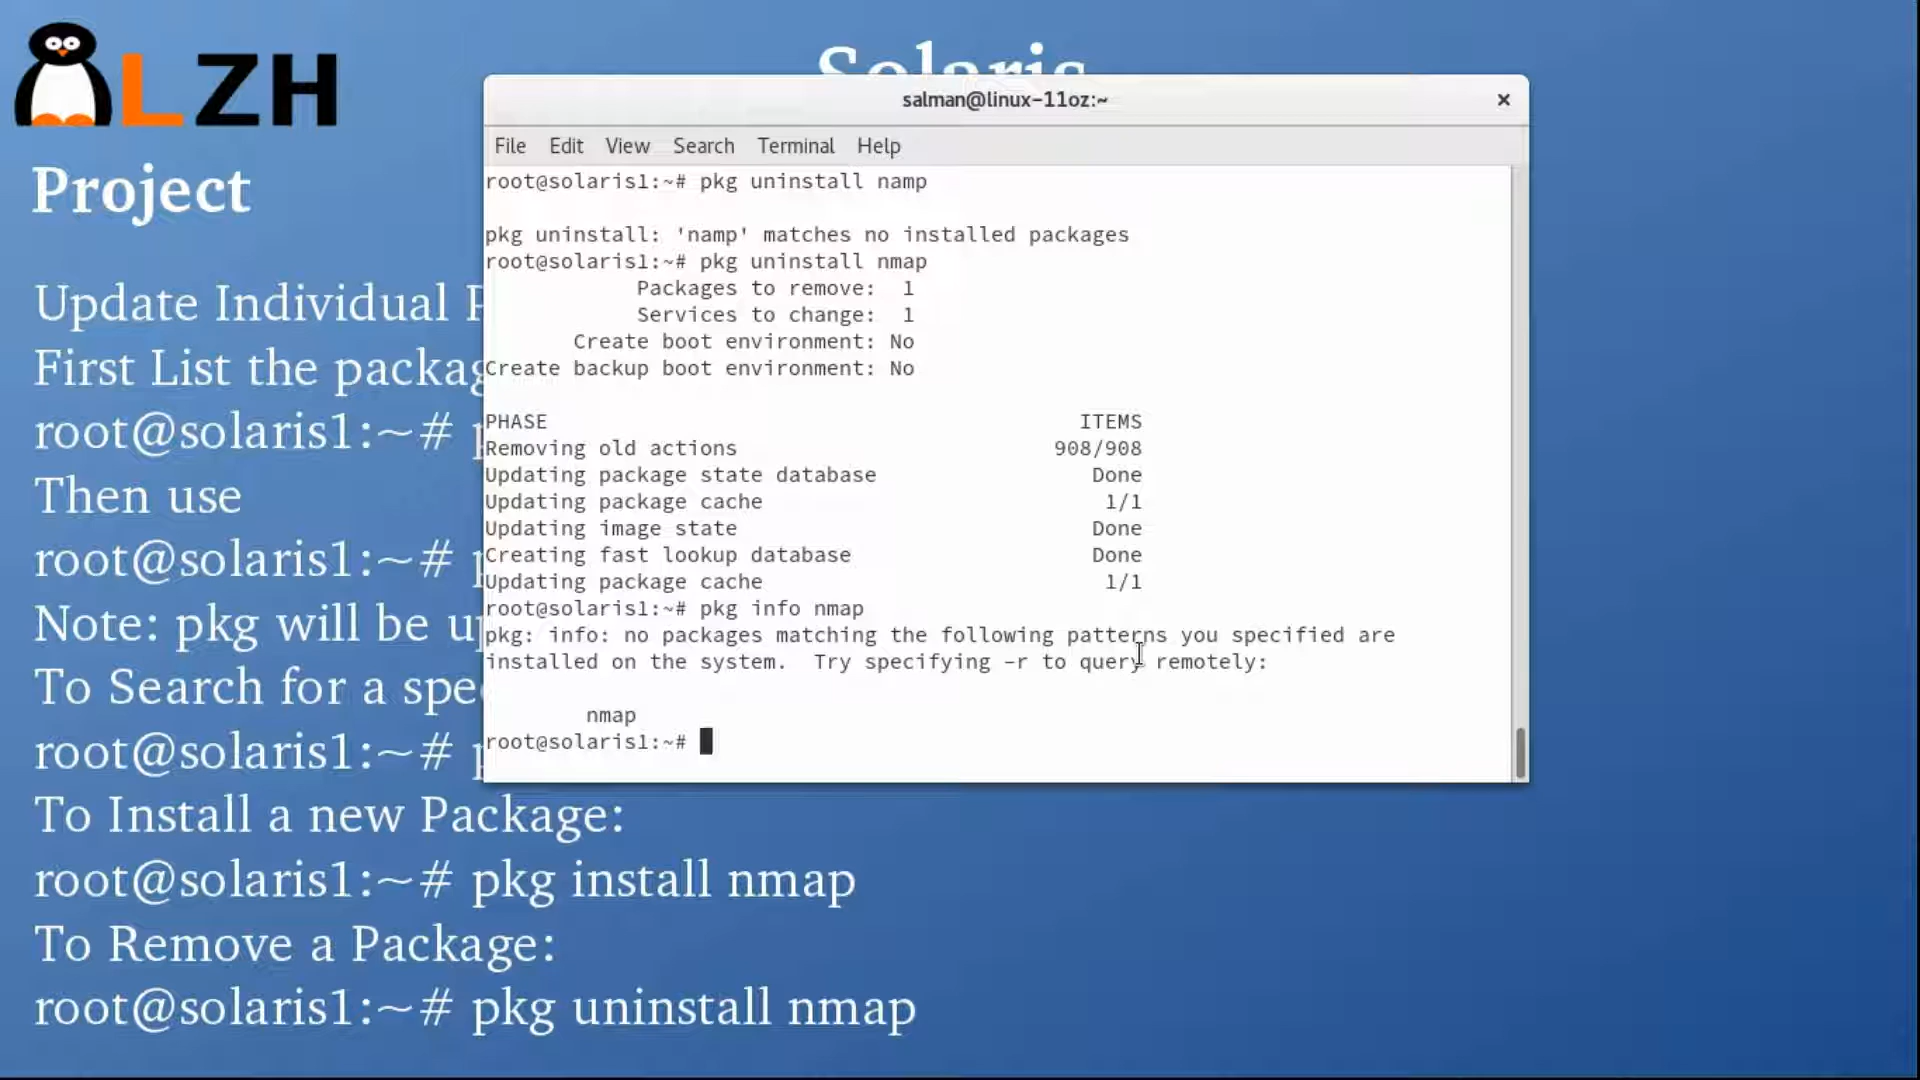 LZH
Solaris
Project
Update Individual P
First List the packag
root@solaris1:~# p
Then use
root@solaris1:~# p
Note: pkg will be up
To Search for a spe
root@solaris1:~# p
To Install a new Package:
root@solaris1:~# pkg install nmap
To Remove a Package:
root@solaris1:~# pkg uninstall nmap
salman@linux-11oz:~
File Edit View Search Terminal Help
root@solaris1:~# pkg uninstall namp
pkg uninstall: 'namp' matches no installed packages
root@solaris1:~# pkg uninstall nmap
Packages to remove: 1
Services to change: 1
Create boot environment: No
Create backup boot environment: No
PHASE ITEMS
Removing old actions 908/908
Updating package state database Done
Updating package cache 1/1
Updating image state Done
Creating fast lookup database Done
Updating package cache 1/1
root@solaris1:~# pkg info nmap
pkg: info: no packages matching the following patterns you specified are
installed on the system. Try specifying -r to query remotely:
nmap
root@solaris1:~#